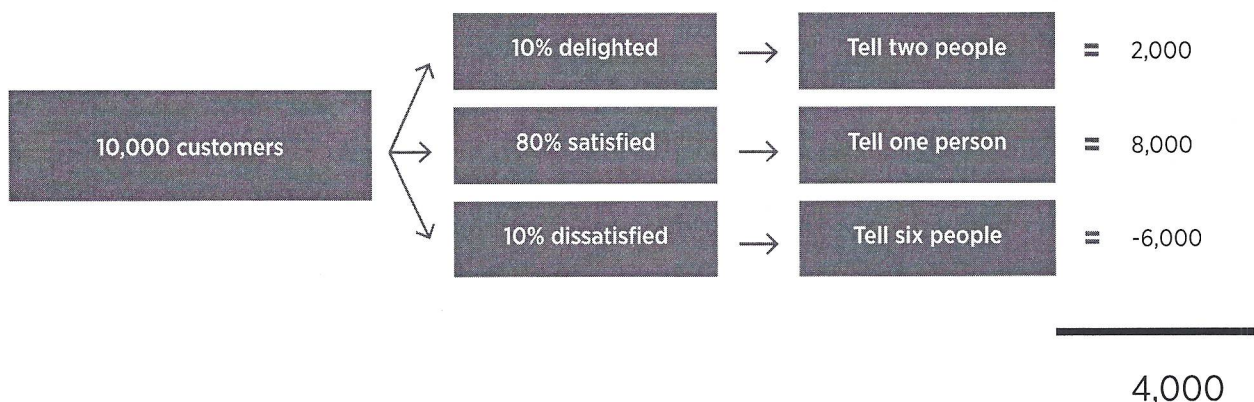 10% delighted
Tell two people
= 2,000
10,000 customers
80% satisfied
Tell one person
= 8,000
10% dissatisfied
Tell six people
= -6,000
4,000